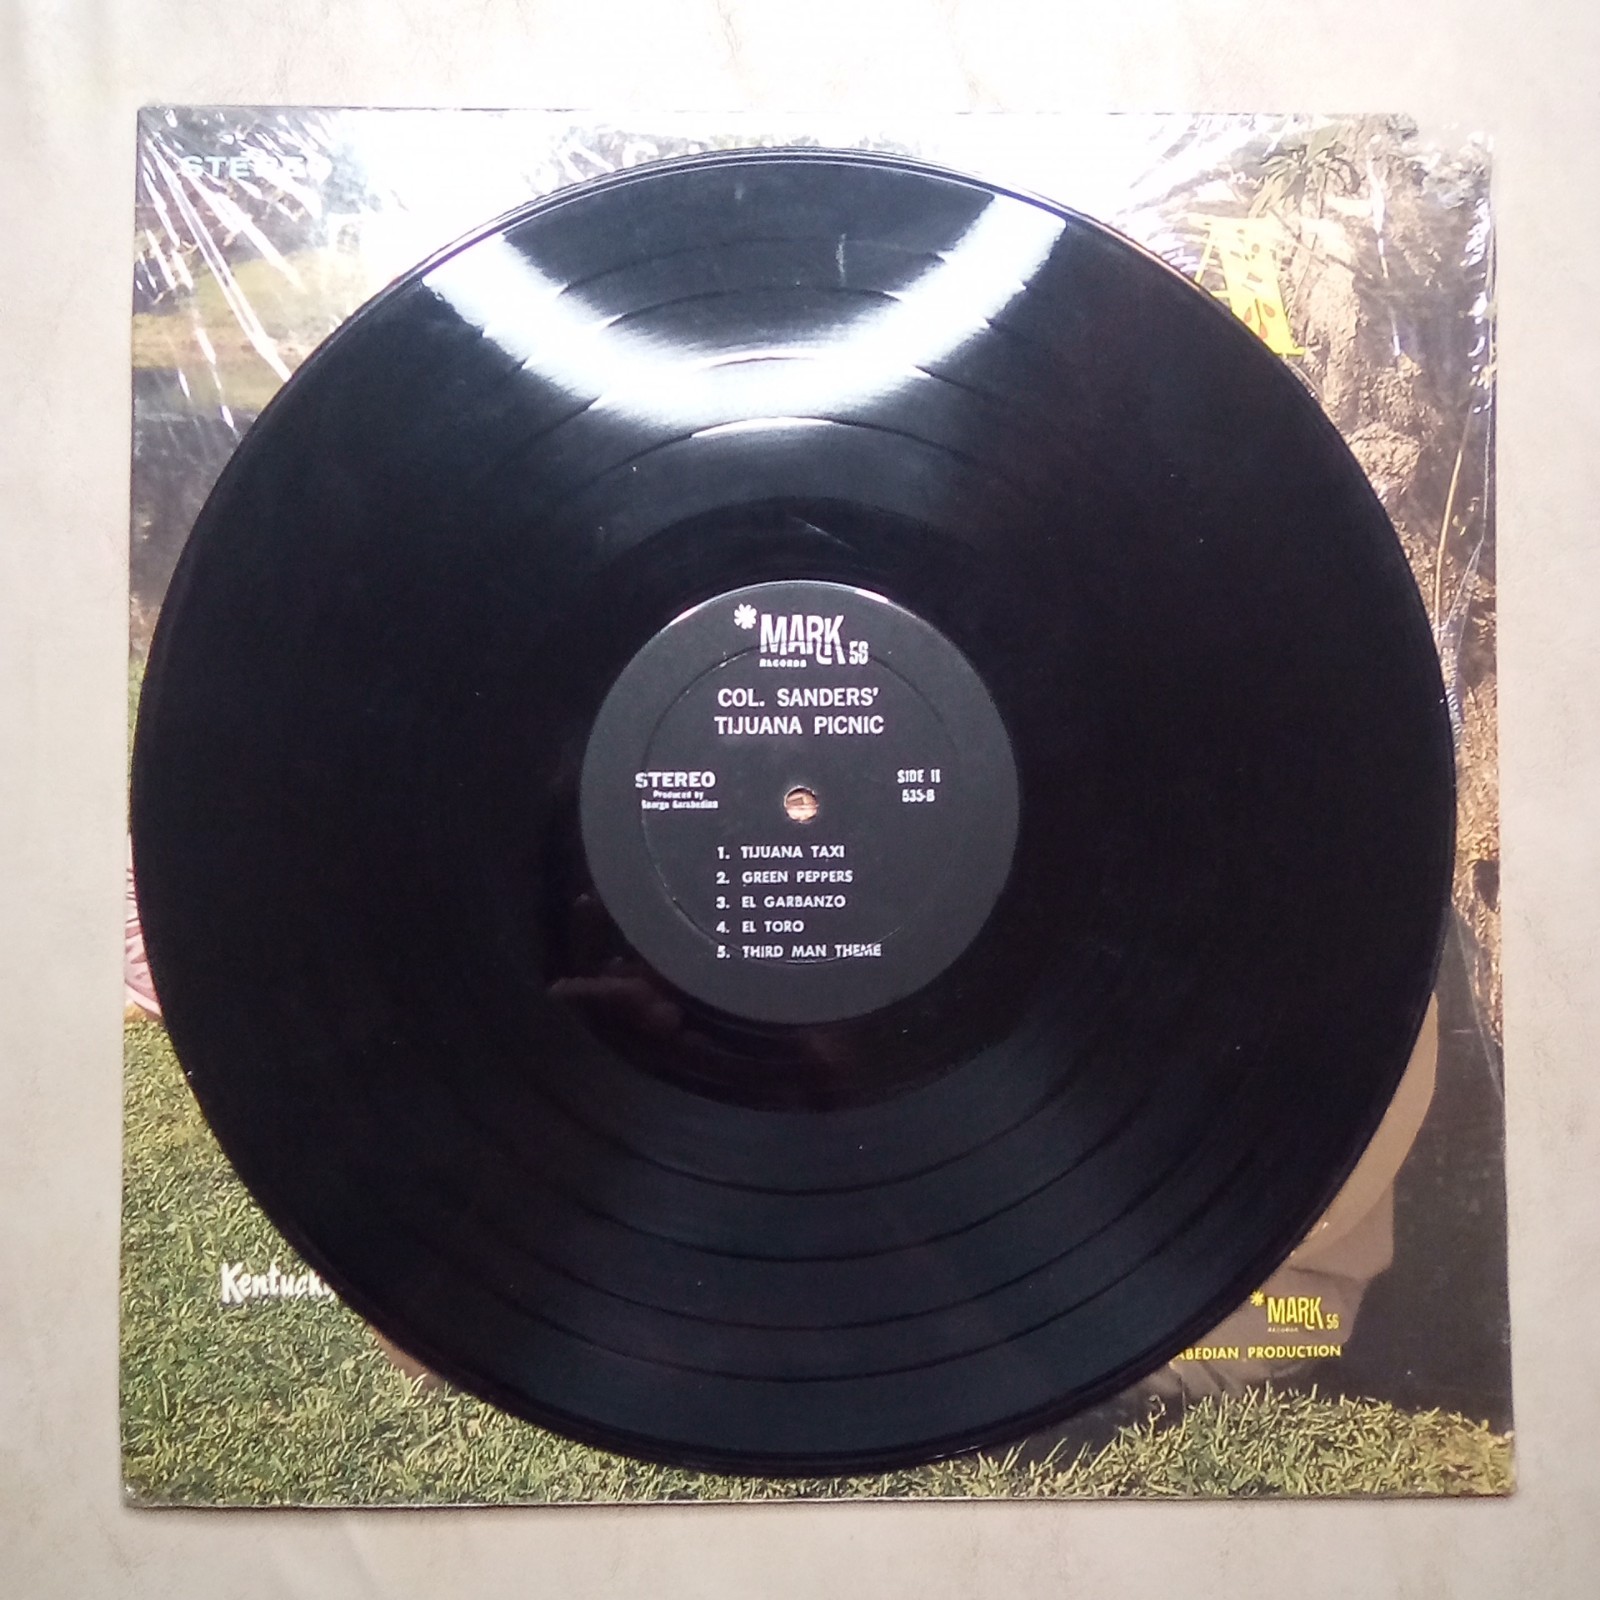 STEREO
*MARK 56
RECORDS
COL. SANDERS'
TIJUANA PICNIC
STEREO
Produced by
George Garabedian
SIDE II
535-B
1. TIJUANA TAXI
2. GREEN PEPPERS
3. EL GARBANZO
4. EL TORO
5. THIRD MAN THEME
Kentuck
*MARK 56
RECORDS
ABEDIAN PRODUCTION